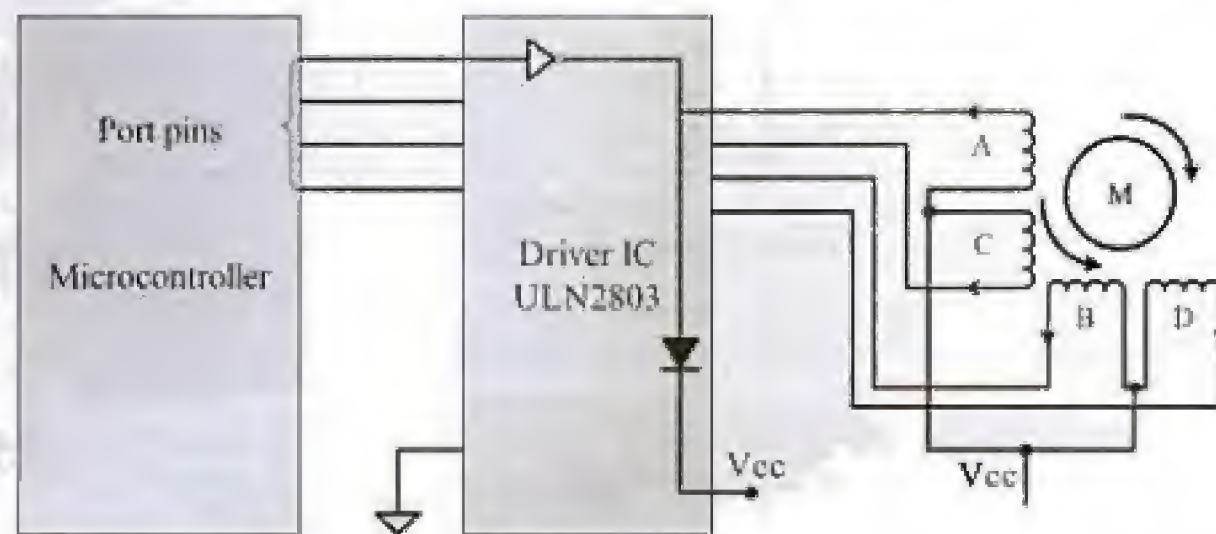 Port pins
Microcontroller
Driver IC
ULN2803
Vcc
A
C
M
B
D
Vcc